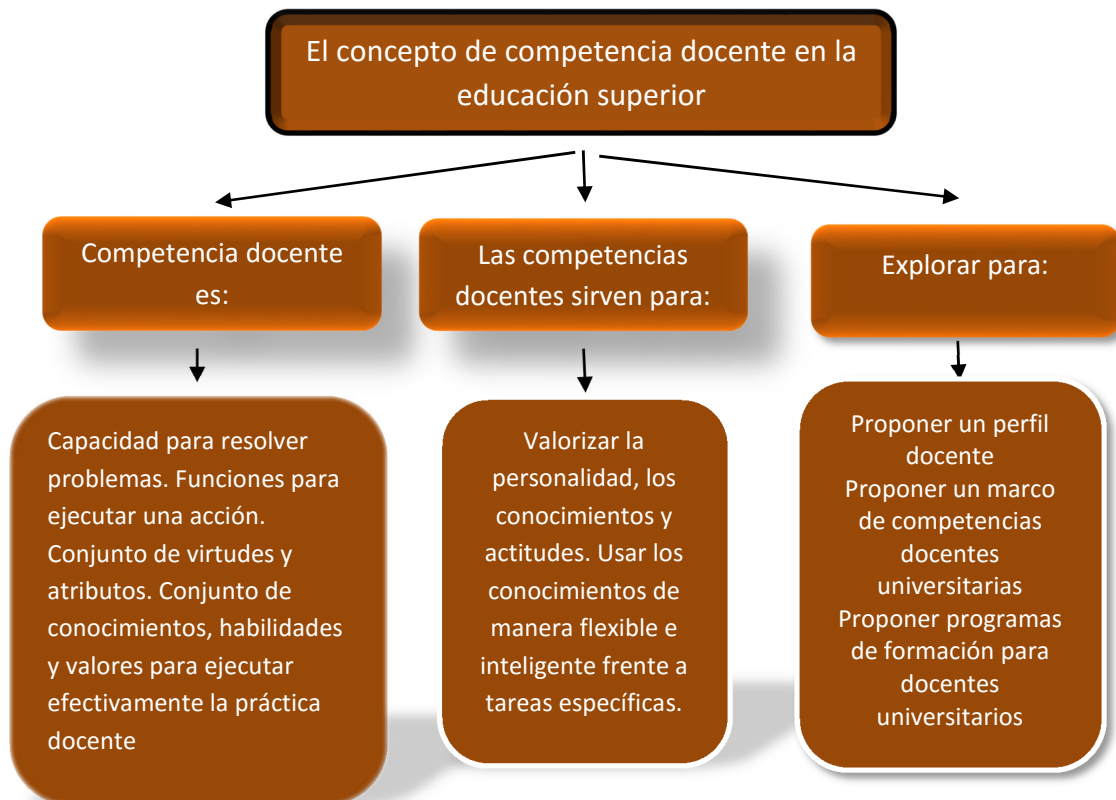 El concepto de competencia docente en la
educación superior
Competencia docente
es:
Las competencias
docentes sirven para:
Explorar para:
Capacidad para resolver
problemas. Funciones para
ejecutar una acción.
Conjunto de virtudes y
atributos. Conjunto de
conocimientos, habilidades
y valores para ejecutar
efectivamente la práctica
docente
Valorizar la
personalidad, los
conocimientos y
actitudes. Usar los
conocimientos de
manera flexible e
inteligente frente a
tareas específicas.
Proponer un perfil
docente
Proponer un marco
de competencias
docentes
universitarias
Proponer programas
de formación para
docentes
universitarios